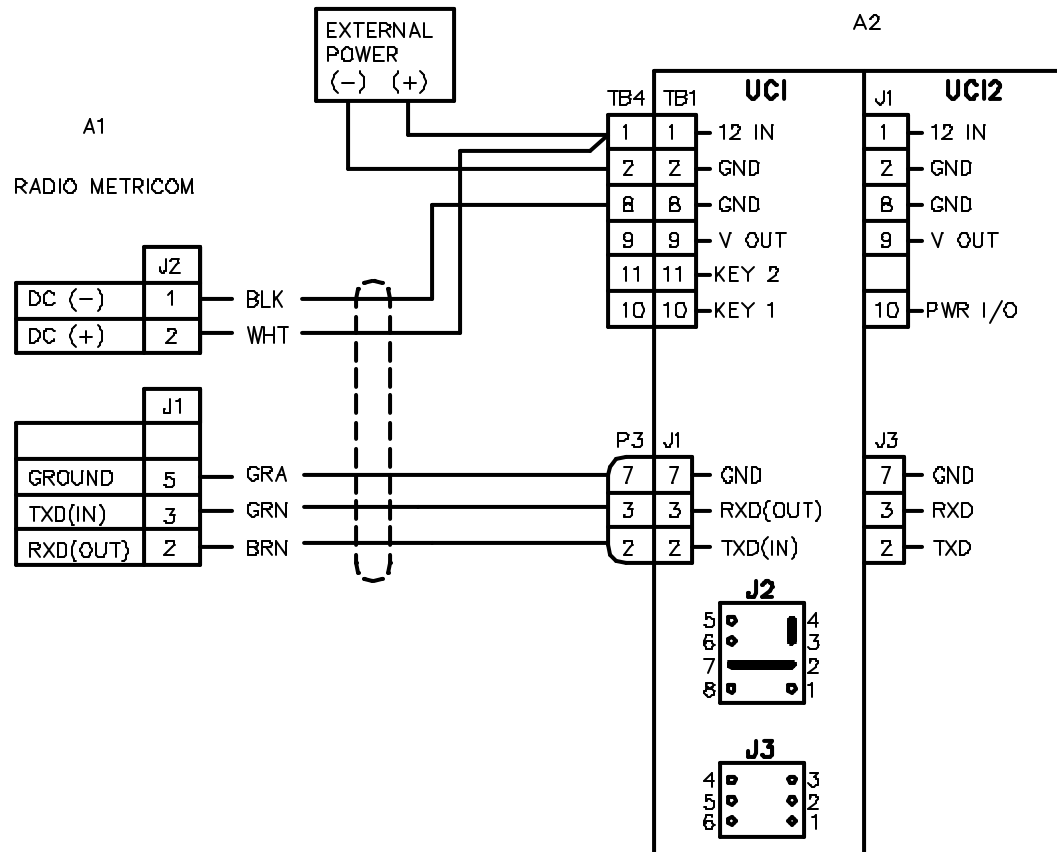 A2
EXTERNAL
POWER
(-) (+)
A1
RADIO METRICOM
TB4 TB1 UCI
1 1 12 IN
2 2 GND
8 8 GND
9 9 V OUT
11 11 KEY 2
10 10 KEY 1
J1 UCI2
1 12 IN
2 GND
8 GND
9 V OUT
10 PWR I/O
J2
DC (-) 1 BLK
DC (+) 2 WHT
J1
GROUND 5 GRA
TXD(IN) 3 GRN
RXD(OUT) 2 BRN
P3 J1
7 7 GND
3 3 RXD(OUT)
2 2 TXD(IN)
J3
7 GND
3 RXD
2 TXD
J2
5 4
6 3
7 2
8 1
J3
4 3
5 2
6 1